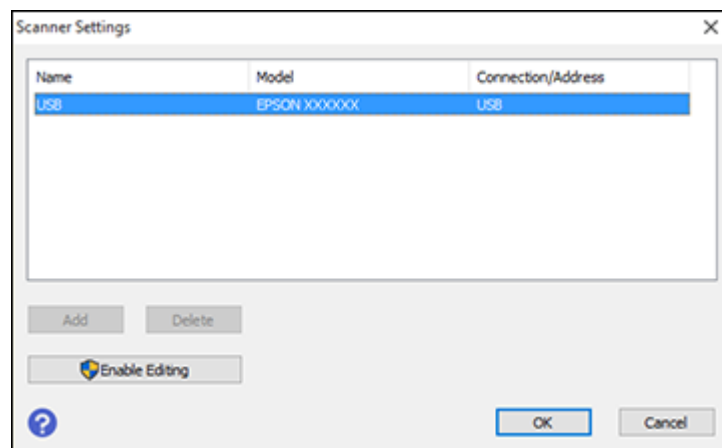 Scanner Settings
Name Model Connection/Address
USB EPSON XXXXXX USB
Add Delete
Enable Editing
? OK Cancel